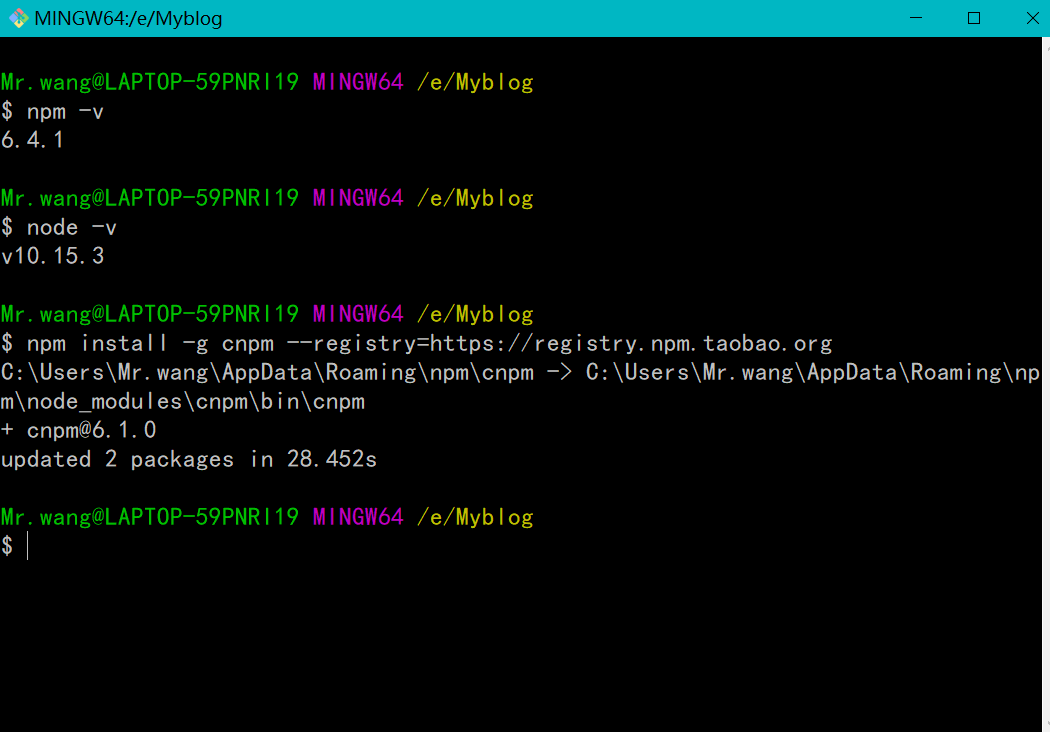 MINGW64:/e/Myblog
Mr.wang@LAPTOP-59PNRI19 MINGW64 /e/Myblog
$ npm -v
6.4.1
Mr.wang@LAPTOP-59PNRI19 MINGW64 /e/Myblog
$ node -v
v10.15.3
Mr.wang@LAPTOP-59PNRI19 MINGW64 /e/Myblog
$ npm install -g cnpm --registry=https://registry.npm.taobao.org
C:\Users\Mr.wang\AppData\Roaming\npm\cnpm -> C:\Users\Mr.wang\AppData\Roaming\np
m\node_modules\cnpm\bin\cnpm
+ cnpm@6.1.0
updated 2 packages in 28.452s
Mr.wang@LAPTOP-59PNRI19 MINGW64 /e/Myblog
$